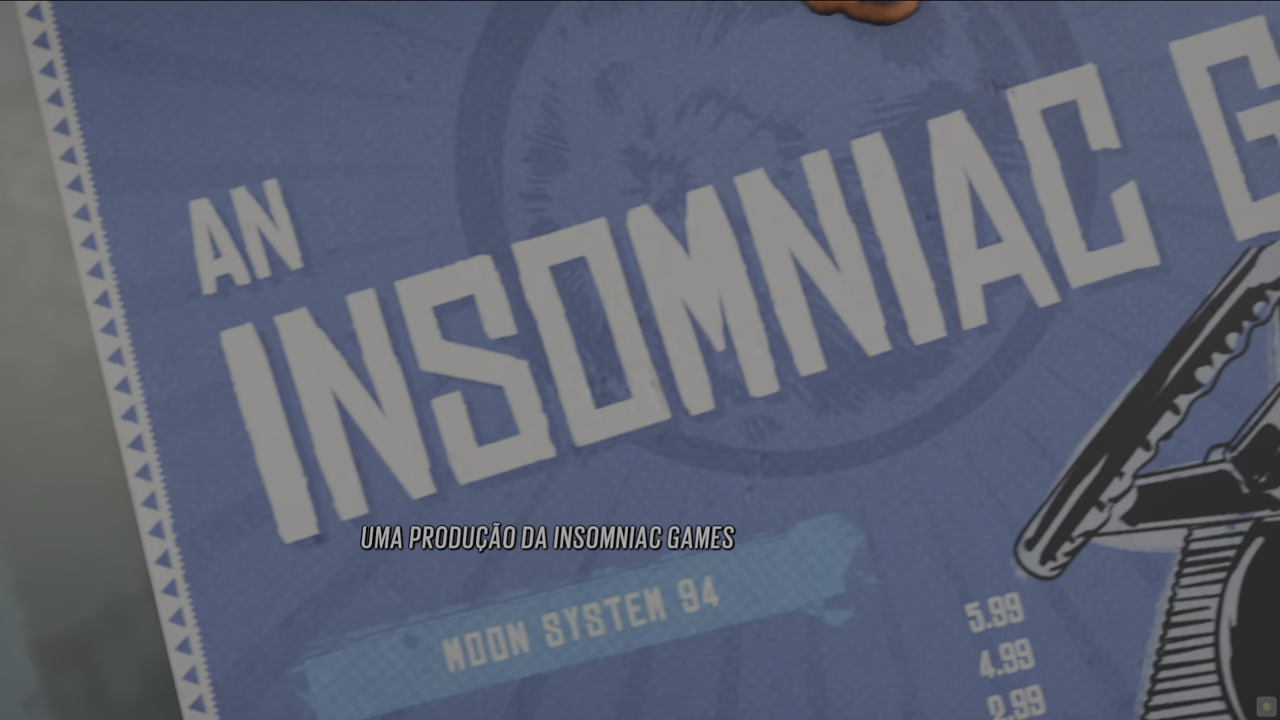 AN
INSOMNIAC G
UMA PRODUÇÃO DA INSOMNIAC GAMES
MOON SYSTEM 94
5.99
4.99
2.99